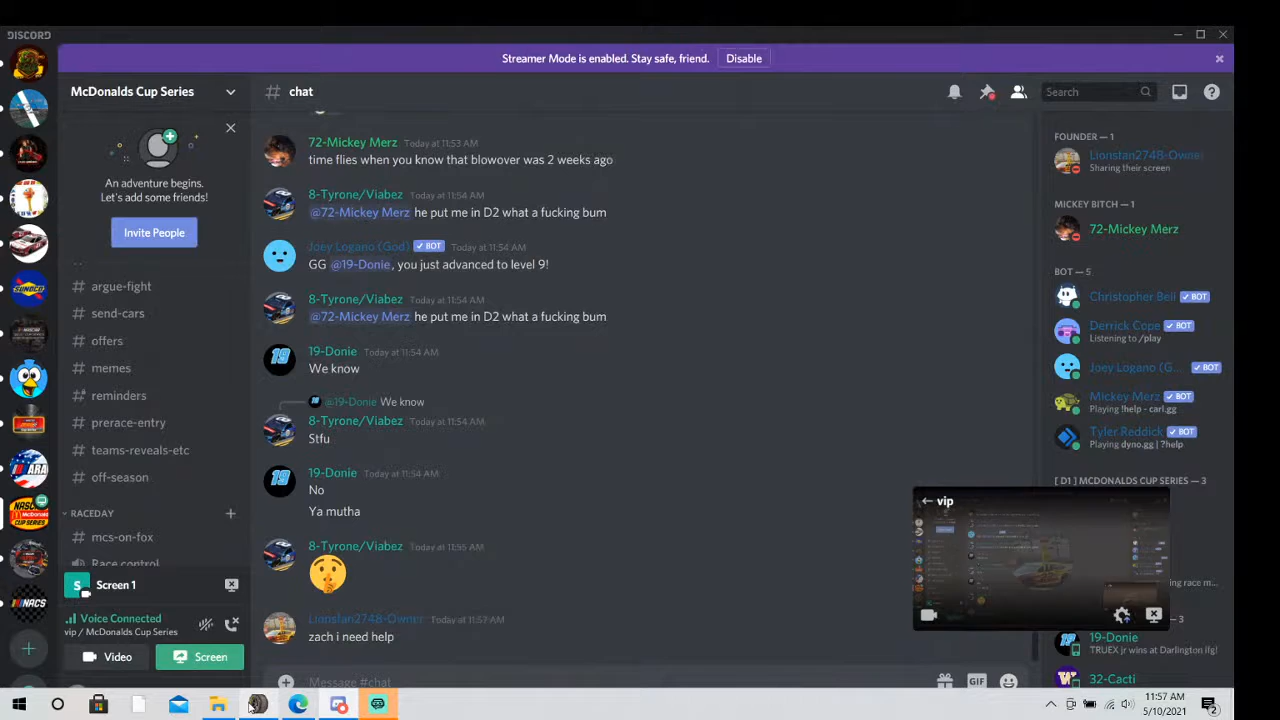 DISCORD
Streamer Mode is enabled. Stay safe, friend.
Disable
McDonalds Cup Series
# chat
Search
An adventure begins.
Let's add some friends!
Invite People
# argue-fight
# send-cars
# offers
# memes
# reminders
# prerace-entry
# teams-reveals-etc
# off-season
RACEDAY
# mcs-on-fox
Race control
S Screen 1
Voice Connected
vip / McDonalds Cup Series
Video
Screen
72-Mickey Merz Today at 11:53 AM
time flies when you know that blowover was 2 weeks ago
8-Tyrone/Viabez Today at 11:54 AM
@72-Mickey Merz he put me in D2 what a fucking bum
Joey Logano (God) BOT Today at 11:54 AM
GG @19-Donie, you just advanced to level 9!
8-Tyrone/Viabez Today at 11:54 AM
@72-Mickey Merz he put me in D2 what a fucking bum
19-Donie Today at 11:54 AM
We know
@19-Donie We know
8-Tyrone/Viabez Today at 11:54 AM
Stfu
19-Donie Today at 11:54 AM
No
Ya mutha
8-Tyrone/Viabez Today at 11:55 AM
Lionsfan2748-Owner Today at 11:57 AM
zach i need help
Message #chat
GIF
FOUNDER — 1
Lionsfan2748-Owner
Sharing their screen
MICKEY BITCH — 1
72-Mickey Merz
BOT — 5
Christopher Bell BOT
Derrick Cope BOT
Listening to /play
Joey Logano (G... BOT
Mickey Merz BOT
Playing !help - carl.gg
Tyler Reddick BOT
Playing dyno.gg | ?help
[ D1 ] MCDONALDS CUP SERIES — 3
vip
19-Donie
TRUEX jr wins at Darlington lfg!
32-Cacti
11:57 AM
5/10/2021
2